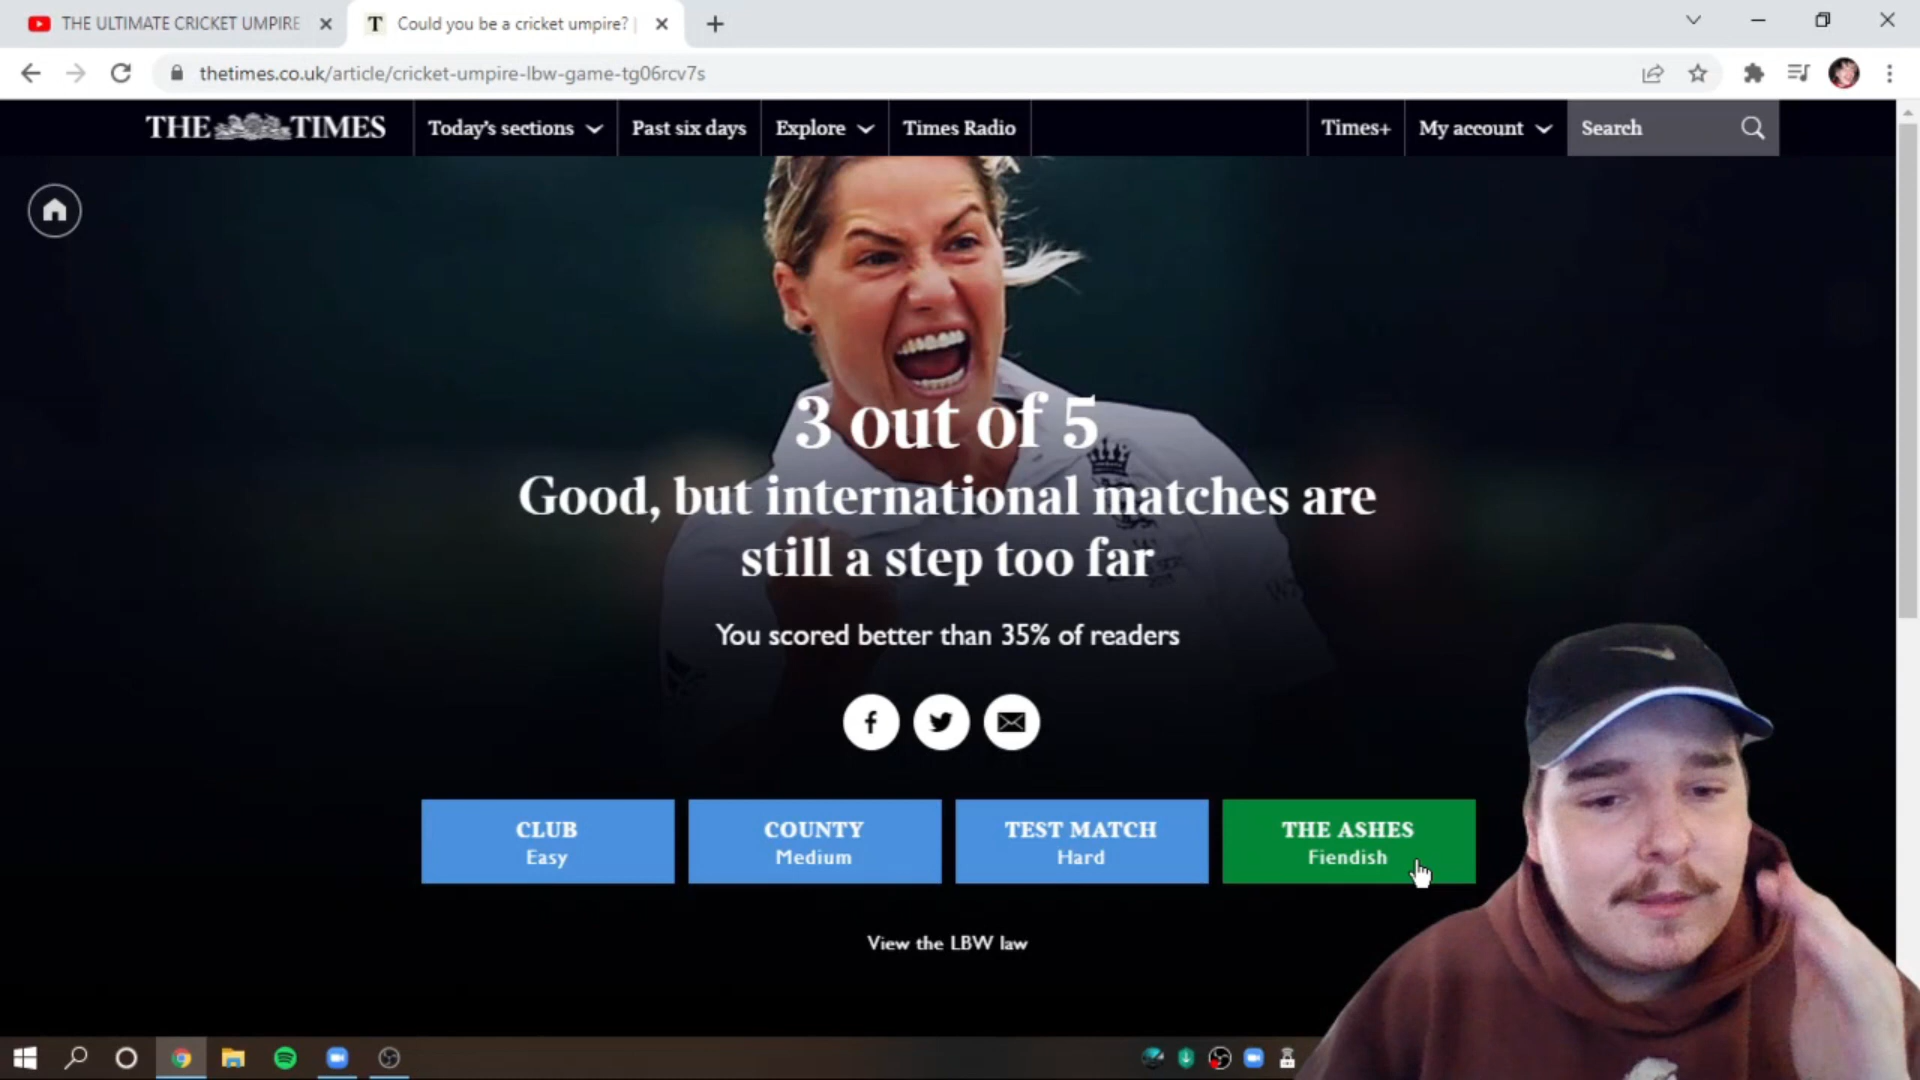 THE ULTIMATE CRICKET UMPIRE
T Could you be a cricket umpire? |
thetimes.co.uk/article/cricket-umpire-lbw-game-tg06rcv7s
THE TIMES
Today's sections
Past six days
Explore
Times Radio
Times+
My account
Search
3 out of 5
Good, but international matches are
still a step too far
You scored better than 35% of readers
CLUB
Easy
COUNTY
Medium
TEST MATCH
Hard
THE ASHES
Fiendish
View the LBW law